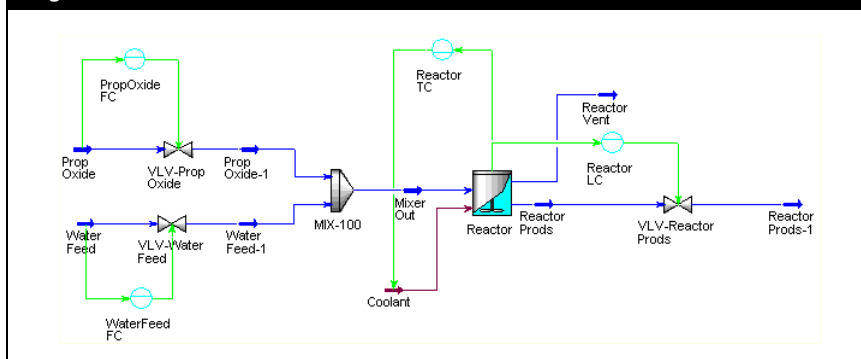 PropOxide
FC
Reactor
TC
Reactor
Vent
Prop
Oxide
VLV-Prop
Oxide
Prop
Oxide-1
Reactor
LC
MIX-100
Mixer
Out
Reactor
Reactor
Prods
VLV-Reactor
Prods
Reactor
Prods-1
Water
Feed
VLV-Water
Feed
Water
Feed-1
Coolant
WaterFeed
FC